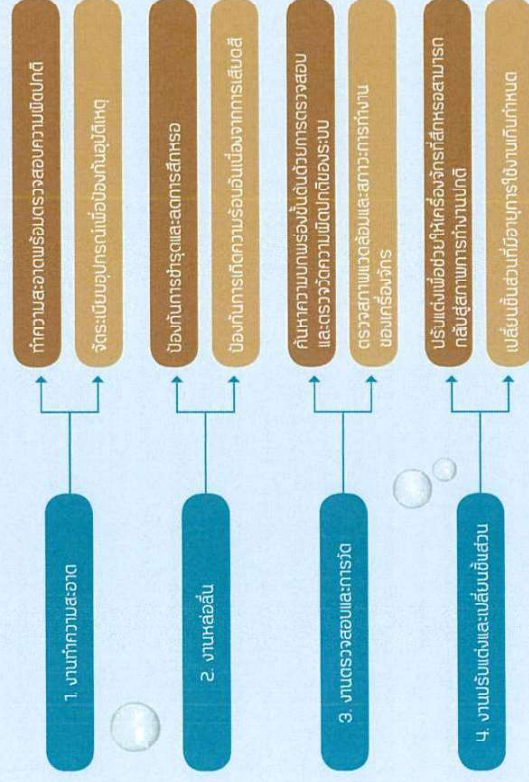 1. งานทำความสะอาด
ทำความสะอาดพร้อมตรวจสอบความผิดปกติ
จัดระเบียบอุปกรณ์เพื่อป้องกันอุบัติเหตุ
2. งานหล่อลื่น
ป้องกันการชำรุดและลดการสึกหรอ
ป้องกันการเกิดความร้อนอันเนื่องจากการเสียดสี
3. งานตรวจสอบและการวัด
ค้นหาความบกพร่องขั้นต้นด้วยการตรวจสอบ
และตรวจวัดความผิดปกติของระบบ
ตรวจสภาพแวดล้อมและสภาวะการทำงาน
ของเครื่องจักร
4. งานปรับแต่งและเปลี่ยนชิ้นส่วน
ปรับแต่งเพื่อช่วยให้เครื่องจักรที่สึกหรอสามารถ
กลับสู่สภาพการทำงานปกติ
เปลี่ยนชิ้นส่วนที่มีอายุการใช้งานเกินกำหนด